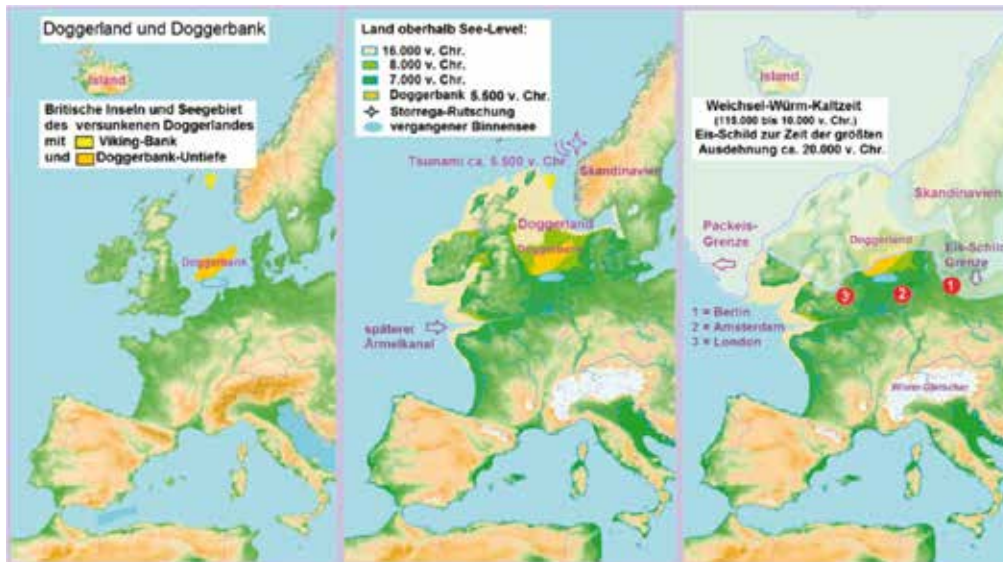 Doggerland und Doggerbank
Island
Britische Inseln und Seegebiet
des versunkenen Doggerlandes
mit Viking-Bank
und Doggerbank-Untiefe
Doggerbank
Land oberhalb See-Level:
16.000 v. Chr.
8.000 v. Chr.
7.000 v. Chr.
Doggerbank 5.500 v. Chr.
Storrega-Rutschung
vergangener Binnensee
Tsunami ca. 5.500 v. Chr
Skandinavien
Doggerland
Doggerbank
späterer
Ärmelkanal
Island
Weichsel-Würm-Kaltzeit
(115.000 bis 10.000 v. Chr.)
Eis-Schild zur Zeit der größten
Ausdehnung ca. 20.000 v. Chr.
Skandinavien
Packeis-
Grenze
Doggerland
Eis-Schild
Grenze
1
2
3
1 = Berlin
2 = Amsterdam
3 = London
Würm-Gletscher